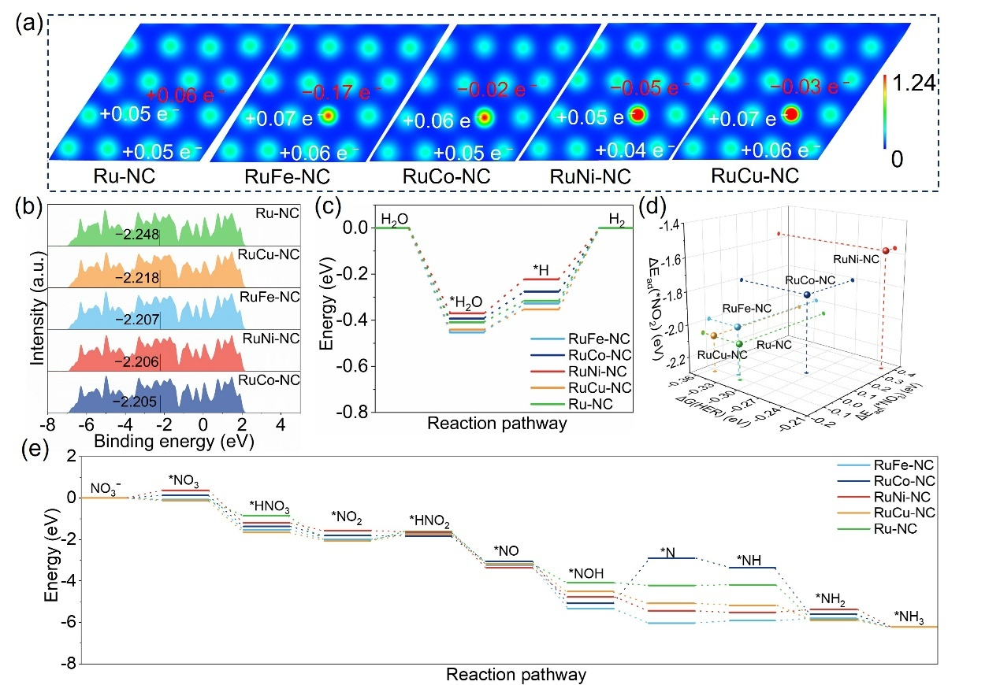 (a)
+0.06 e⁻
−0.17 e⁻
−0.02 e⁻
−0.05 e⁻
−0.03 e⁻
1.24
+0.05 e⁻
+0.07 e⁻
+0.06 e⁻
+0.05 e⁻
+0.07 e⁻
+0.05 e⁻
+0.06 e⁻
+0.05 e⁻
+0.04 e⁻
+0.06 e⁻
0
Ru-NC
RuFe-NC
RuCo-NC
RuNi-NC
RuCu-NC
(b)
Intensity (a.u.)
Ru-NC
−2.248
RuCu-NC
−2.218
RuFe-NC
−2.207
RuNi-NC
−2.206
RuCo-NC
−2.205
-8 -6 -4 -2 0 2 4
Binding energy (eV)
(c)
Energy (eV)
0.0
-0.2
-0.4
-0.6
-0.8
H₂O
*H₂O
*H
H₂
RuFe-NC
RuCo-NC
RuNi-NC
RuCu-NC
Ru-NC
Reaction pathway
(d)
ΔEad(*NO₂) (eV)
-1.4
-1.6
-1.8
-2.0
-2.2
RuNi-NC
RuCo-NC
RuFe-NC
Ru-NC
RuCu-NC
-0.36
-0.33
-0.30
-0.27
-0.24
-0.21
ΔG(HER) (eV)
-0.2
-0.1
0.0
0.1
0.2
0.3
0.4
ΔEad(*NO₃) (eV)
(e)
Energy (eV)
2
0
-2
-4
-6
-8
NO₃⁻
*NO₃
*HNO₃
*NO₂
*HNO₂
*NO
*NOH
*N
*NH
*NH₂
*NH₃
RuFe-NC
RuCo-NC
RuNi-NC
RuCu-NC
Ru-NC
Reaction pathway